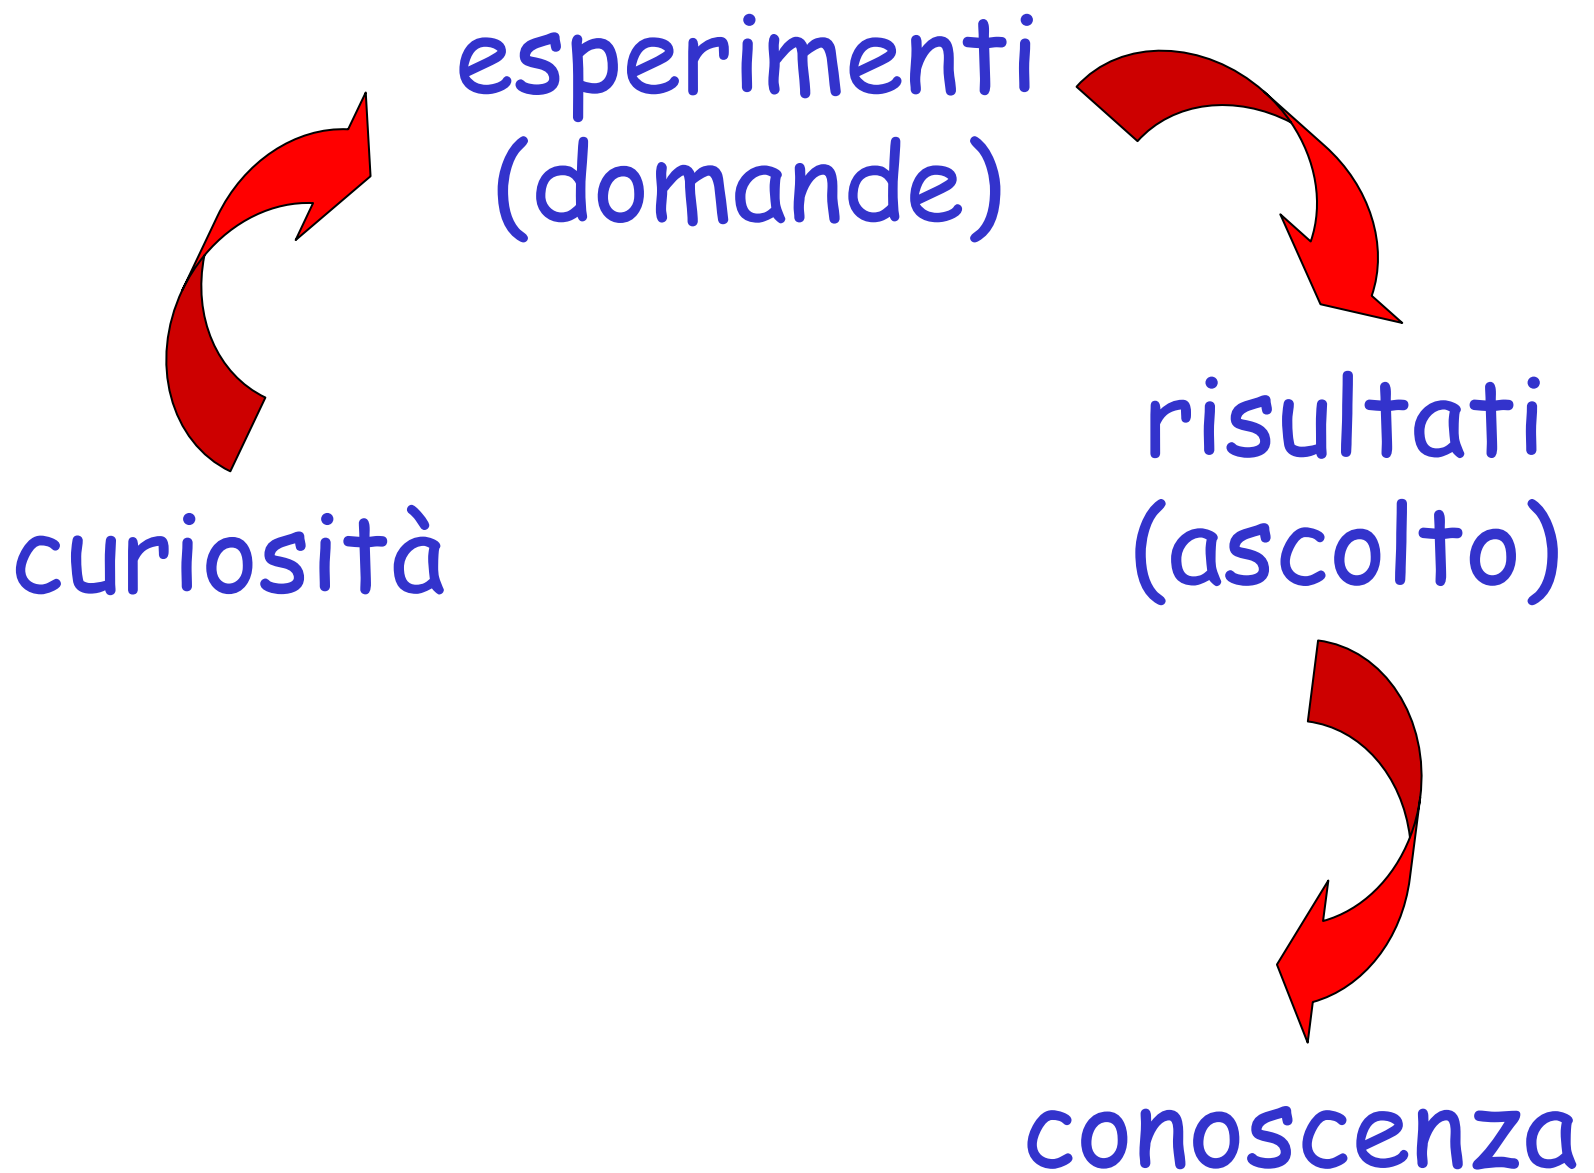 esperimenti
(domande)
risultati
(ascolto)
curiosità
conoscenza